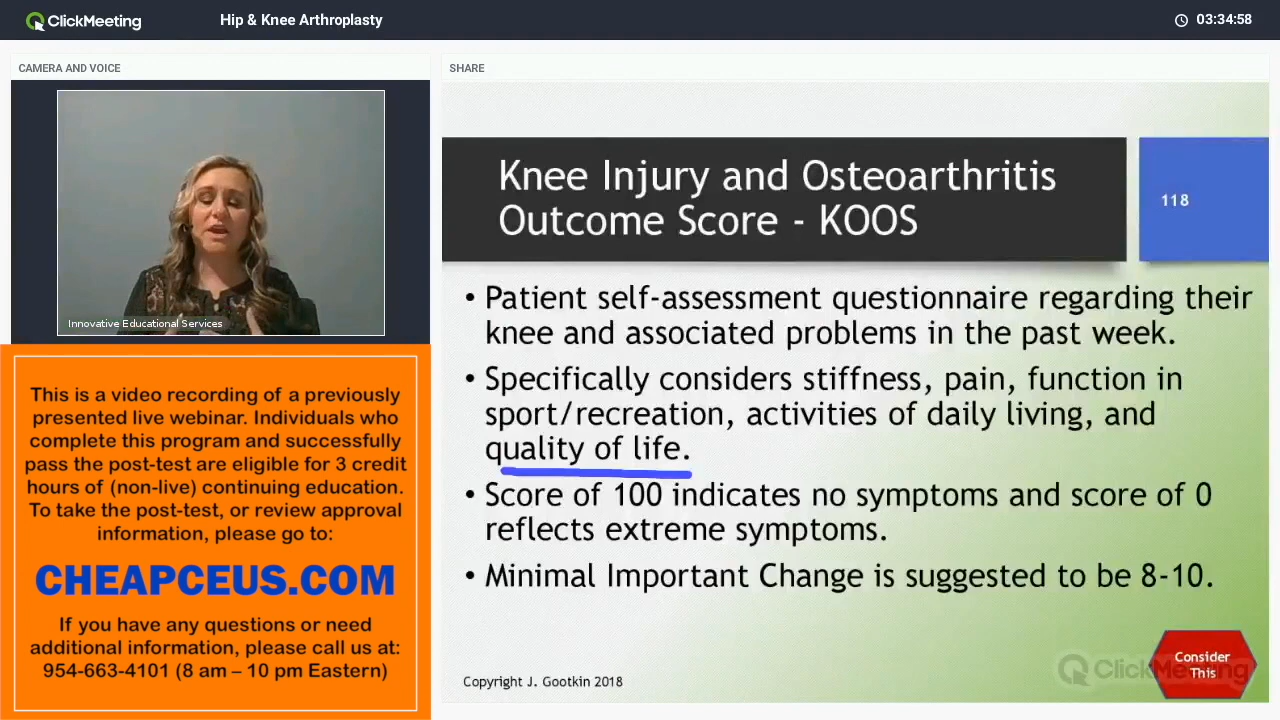 ClickMeeting
Hip & Knee Arthroplasty
03:34:58
CAMERA AND VOICE
SHARE
Innovative Educational Services
This is a video recording of a previously
presented live webinar. Individuals who
complete this program and successfully
pass the post-test are eligible for 3 credit
hours of (non-live) continuing education.
To take the post-test, or review approval
information, please go to:
CHEAPCEUS.COM
If you have any questions or need
additional information, please call us at:
954-663-4101 (8 am – 10 pm Eastern)
Knee Injury and Osteoarthritis
Outcome Score - KOOS
118
• Patient self-assessment questionnaire regarding their
knee and associated problems in the past week.
• Specifically considers stiffness, pain, function in
sport/recreation, activities of daily living, and
quality of life.
• Score of 100 indicates no symptoms and score of 0
reflects extreme symptoms.
• Minimal Important Change is suggested to be 8-10.
Consider
This
ClickMeeting
Copyright J. Gootkin 2018